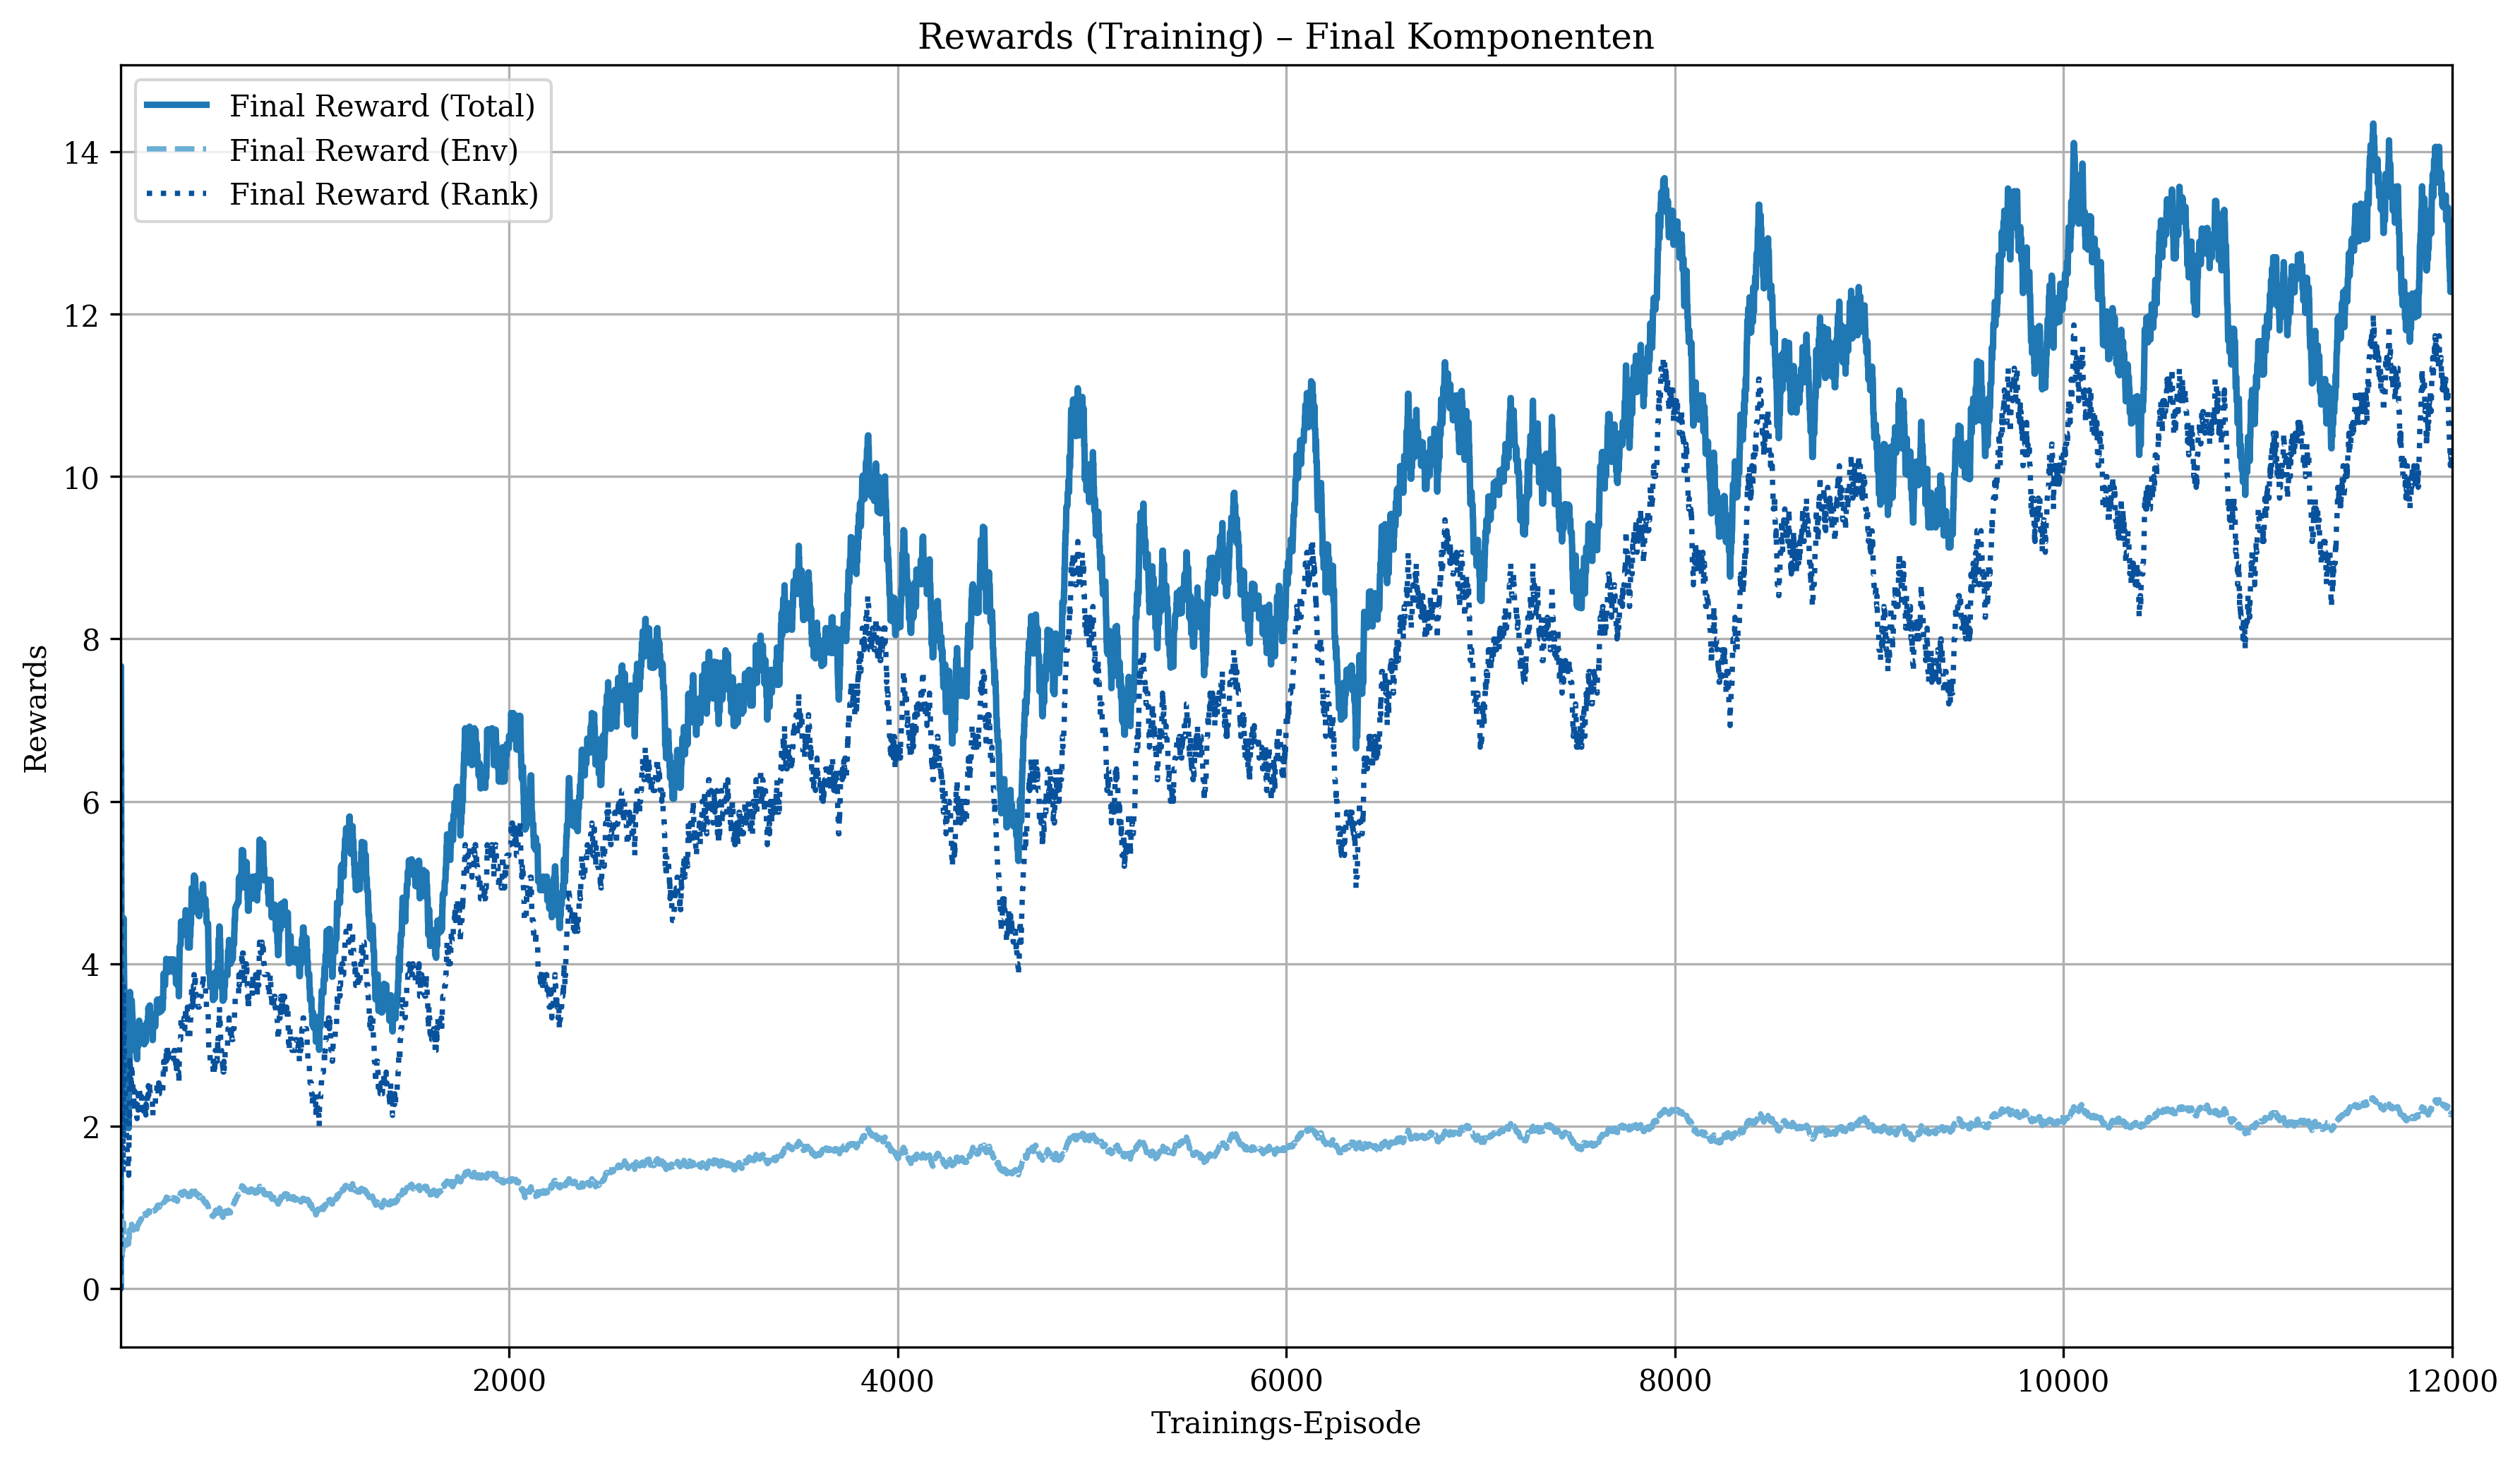 Rewards (Training) – Final Komponenten
Final Reward (Total)
Final Reward (Env)
Final Reward (Rank)
14
12
10
8
6
4
2
0
Rewards
2000
4000
6000
8000
10000
12000
Trainings-Episode